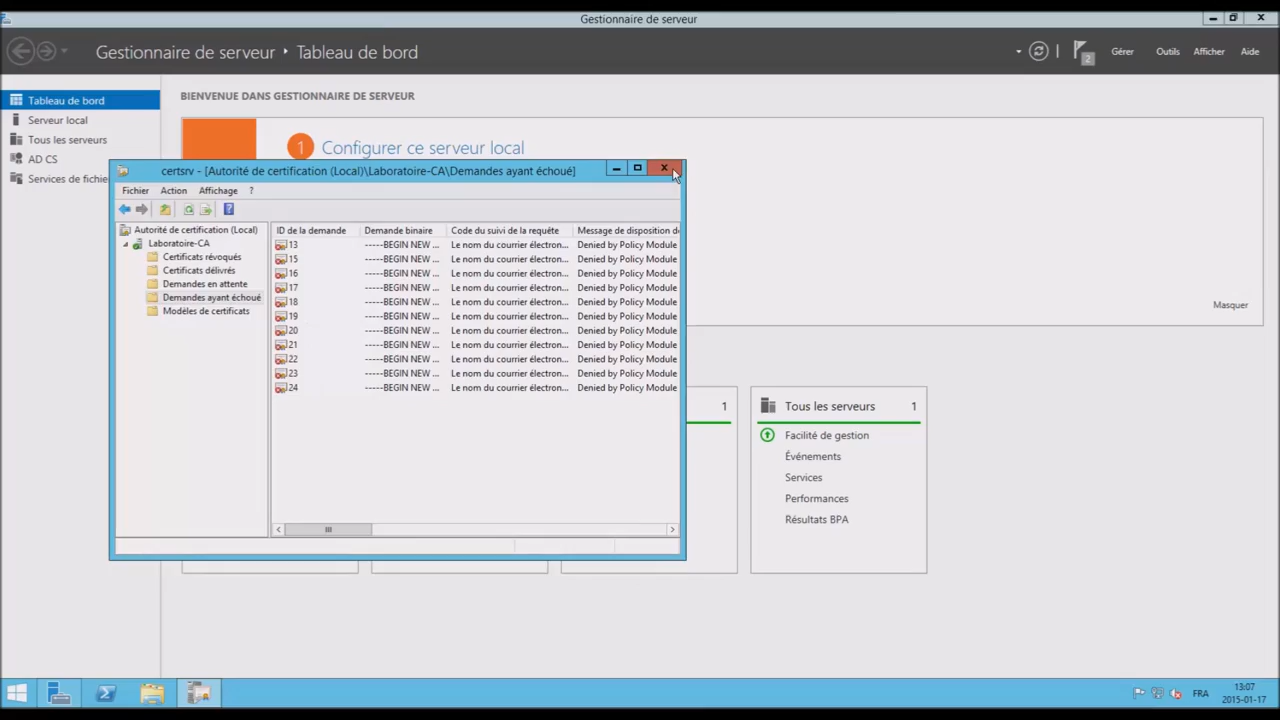 Gestionnaire de serveur
Gestionnaire de serveur ‣ Tableau de bord
2
Gérer
Outils
Afficher
Aide
Tableau de bord
Serveur local
Tous les serveurs
AD CS
Services de fichie
BIENVENUE DANS GESTIONNAIRE DE SERVEUR
1
Configurer ce serveur local
certsrv - [Autorité de certification (Local)\Laboratoire-CA\Demandes ayant échoué]
Fichier Action Affichage ?
Autorité de certification (Local)
Laboratoire-CA
Certificats révoqués
Certificats délivrés
Demandes en attente
Demandes ayant échoué
Modèles de certificats
ID de la demande Demande binaire Code du suivi de la requête Message de disposition de
13 -----BEGIN NEW ... Le nom du courrier électron... Denied by Policy Module
15 -----BEGIN NEW ... Le nom du courrier électron... Denied by Policy Module
16 -----BEGIN NEW ... Le nom du courrier électron... Denied by Policy Module
17 -----BEGIN NEW ... Le nom du courrier électron... Denied by Policy Module
18 -----BEGIN NEW ... Le nom du courrier électron... Denied by Policy Module
19 -----BEGIN NEW ... Le nom du courrier électron... Denied by Policy Module
20 -----BEGIN NEW ... Le nom du courrier électron... Denied by Policy Module
21 -----BEGIN NEW ... Le nom du courrier électron... Denied by Policy Module
22 -----BEGIN NEW ... Le nom du courrier électron... Denied by Policy Module
23 -----BEGIN NEW ... Le nom du courrier électron... Denied by Policy Module
24 -----BEGIN NEW ... Le nom du courrier électron... Denied by Policy Module
Masquer
1
Tous les serveurs 1
Facilité de gestion
Événements
Services
Performances
Résultats BPA
FRA
13:07
2015-01-17